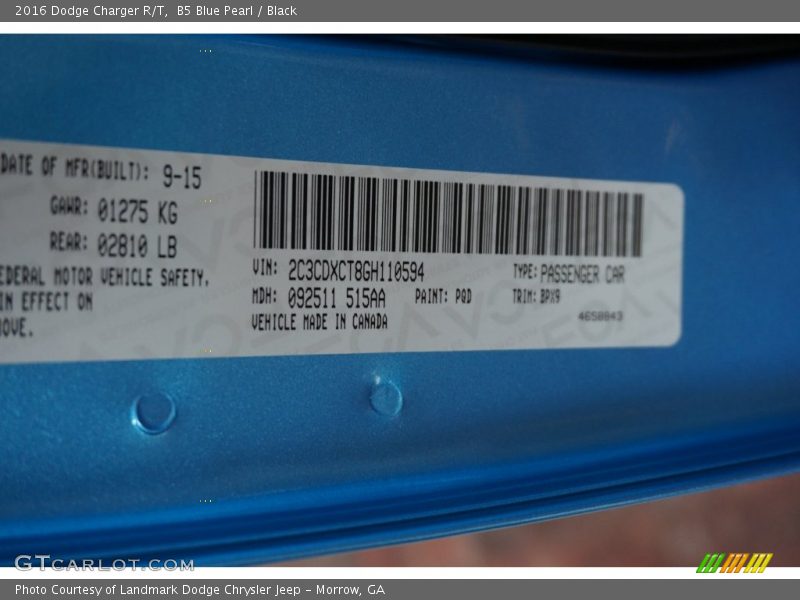 2016 Dodge Charger R/T, B5 Blue Pearl / Black
DATE OF MFR(BUILT): 9-15
GAWR: 01275 KG
REAR: 02810 LB
EDERAL MOTOR VEHICLE SAFETY,
IN EFFECT ON
OVE.
VIN: 2C3CDXCT8GH110594
TYPE: PASSENGER CAR
MDH: 092511 515AA
PAINT: PQD
TRIM: BPX9
VEHICLE MADE IN CANADA
4658843
GTCARLOT.COM
Photo Courtesy of Landmark Dodge Chrysler Jeep – Morrow, GA